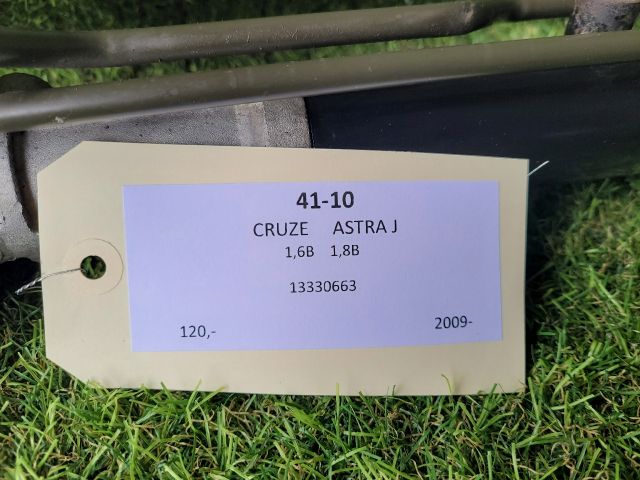 41-10
CRUZE ASTRA J
1,6B 1,8B
13330663
120,- 2009-